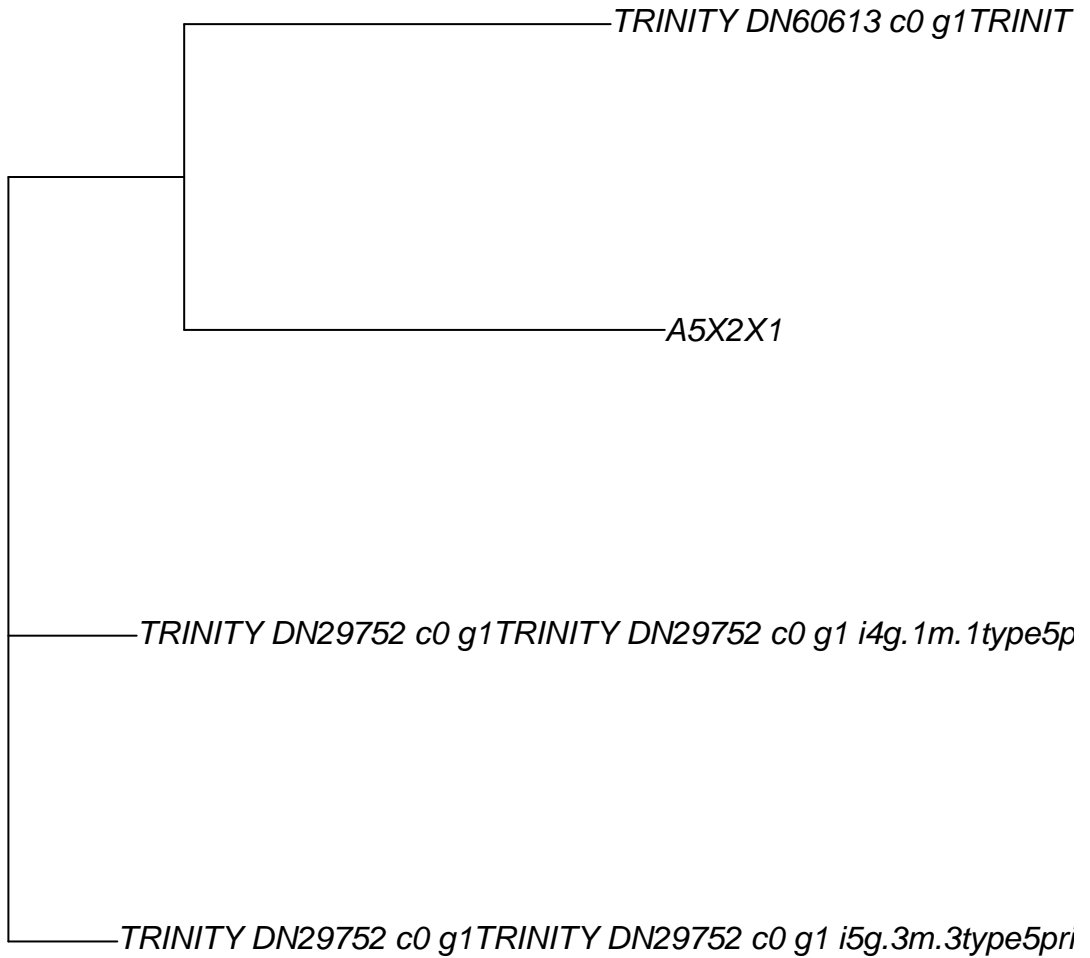 TRINITY DN60613 c0 g1TRINIT
A5X2X1
TRINITY DN29752 c0 g1TRINITY DN29752 c0 g1 i4g.1m.1type5p
TRINITY DN29752 c0 g1TRINITY DN29752 c0 g1 i5g.3m.3type5pri